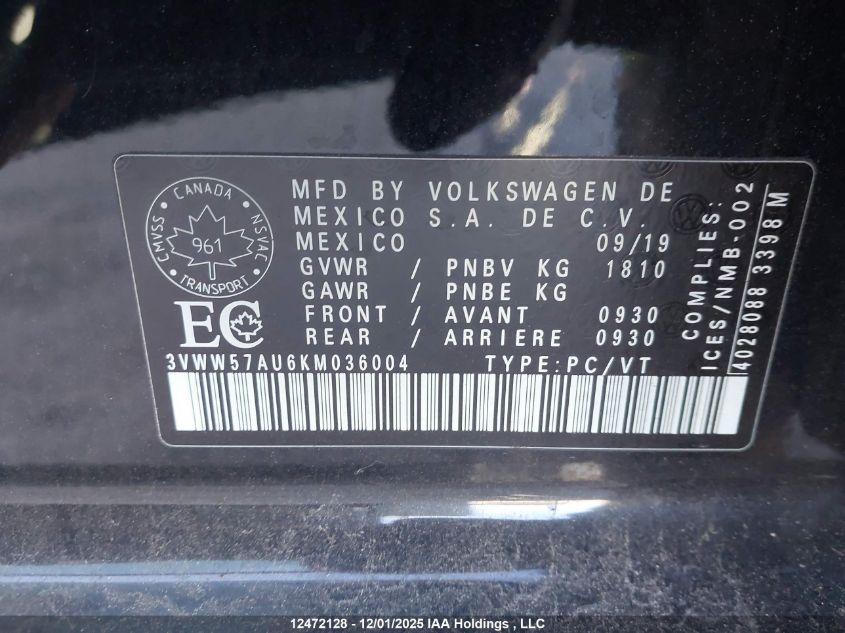 CANADA
CMVSS
NSVAC
961
TRANSPORT
EC
MFD BY VOLKSWAGEN DE
MEXICO S.A. DE C.V.
MEXICO 09/19
GVWR / PNBV KG 1810
GAWR / PNBE KG
FRONT / AVANT 0930
REAR / ARRIERE 0930
3VWW57AU6KM036004 TYPE:PC/VT
COMPLIES:
ICES/NMB-002
4028088 3398 M
12472128 - 12/01/2025 IAA Holdings , LLC